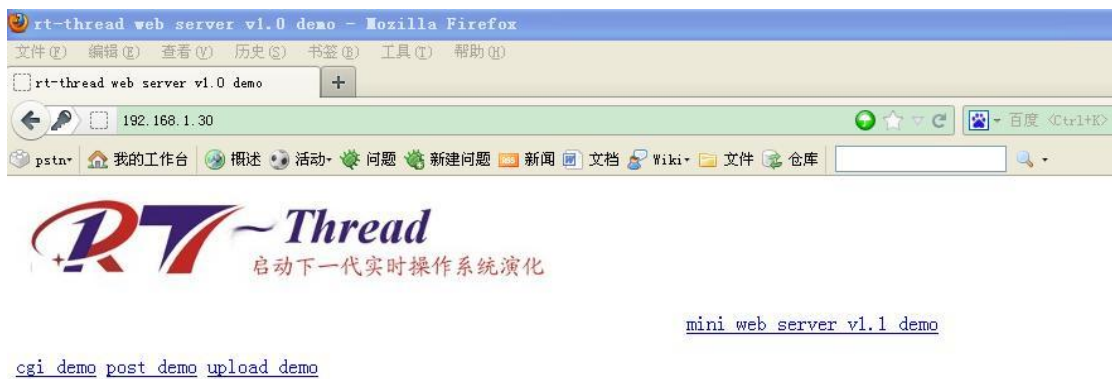 rt-thread web server v1.0 demo - Mozilla Firefox
文件(F) 编辑(E) 查看(V) 历史(S) 书签(B) 工具(T) 帮助(H)
rt-thread web server v1.0 demo +
192.168.1.30 百度 <Ctrl+K>
pstn 我的工作台 概述 活动 问题 新建问题 新闻 文档 Wiki 文件 仓库
RT~Thread
启动下一代实时操作系统演化
mini web server v1.1 demo
cgi demo post demo upload demo